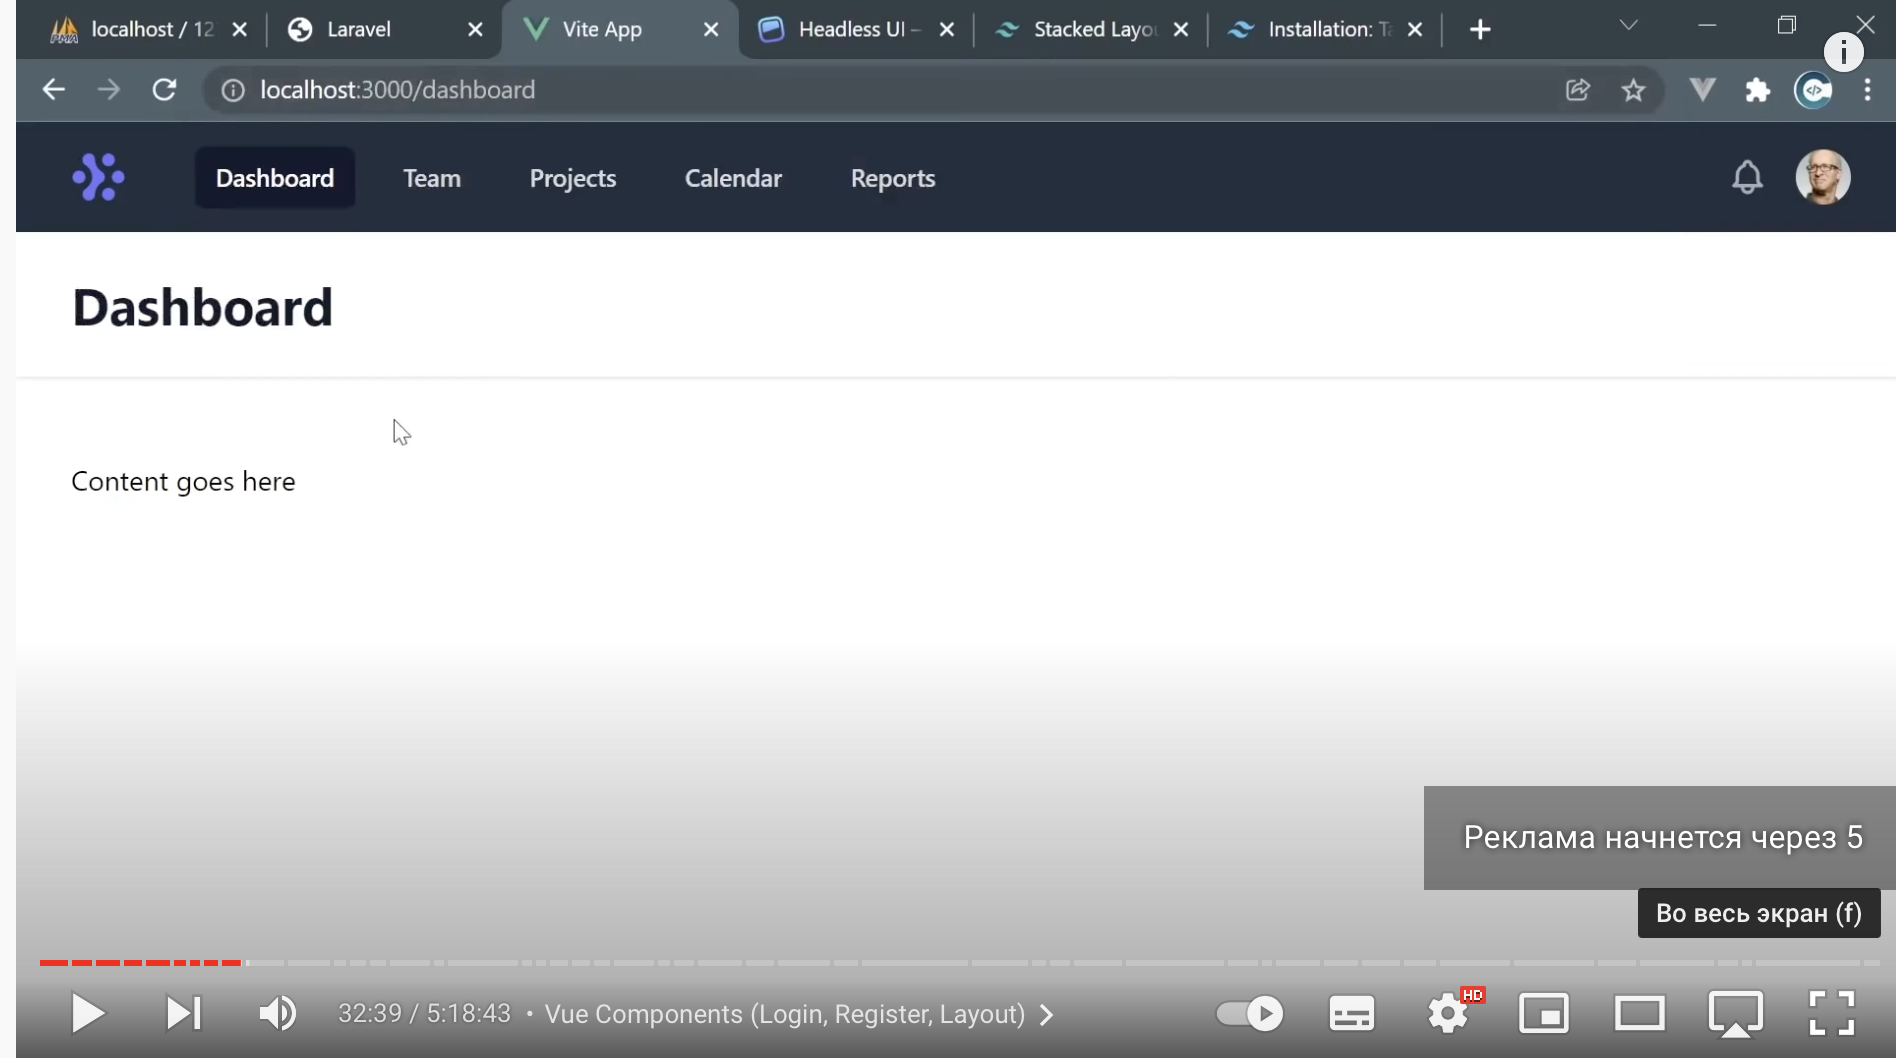 localhost / 12
Laravel
Vite App
Headless UI –
Stacked Layou
Installation: Ta
localhost:3000/dashboard
Dashboard
Team
Projects
Calendar
Reports
Dashboard
Content goes here
Реклама начнется через 5
Во весь экран (f)
32:39 / 5:18:43 • Vue Components (Login, Register, Layout)
HD